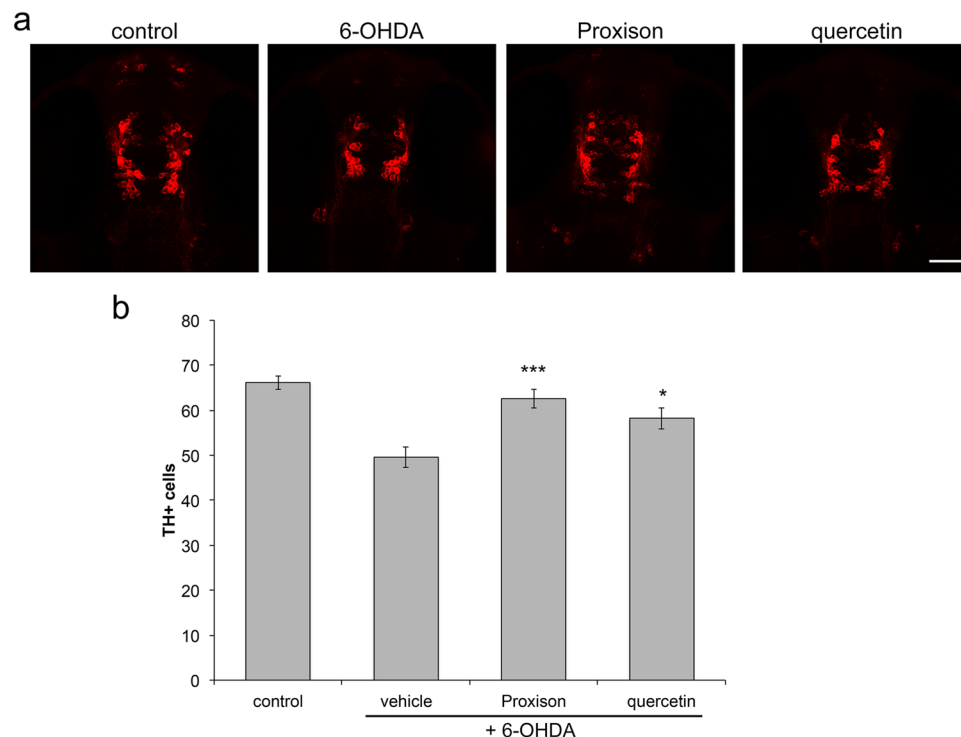 a
control 6-OHDA Proxison quercetin
b
80
70
60
50
40
30
20
10
0
TH+ cells
***
*
control vehicle Proxison quercetin
+ 6-OHDA